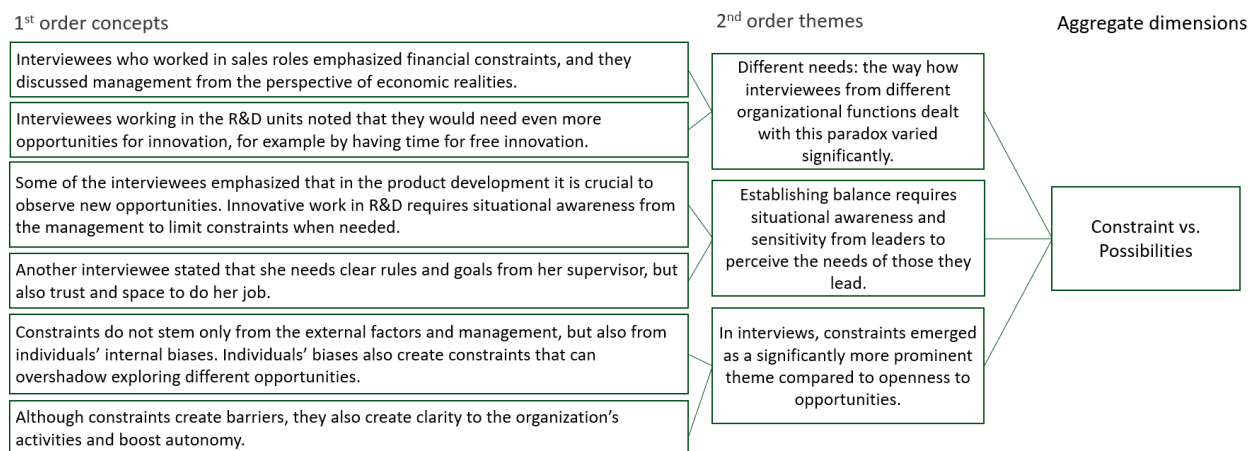 1st order concepts
2nd order themes
Aggregate dimensions
Interviewees who worked in sales roles emphasized financial constraints, and they
discussed management from the perspective of economic realities.
Interviewees working in the R&D units noted that they would need even more
opportunities for innovation, for example by having time for free innovation.
Some of the interviewees emphasized that in the product development it is crucial to
observe new opportunities. Innovative work in R&D requires situational awareness from
the management to limit constraints when needed.
Another interviewee stated that she needs clear rules and goals from her supervisor, but
also trust and space to do her job.
Constraints do not stem only from the external factors and management, but also from
individuals’ internal biases. Individuals’ biases also create constraints that can
overshadow exploring different opportunities.
Although constraints create barriers, they also create clarity to the organization’s
activities and boost autonomy.
Different needs: the way how
interviewees from different
organizational functions dealt
with this paradox varied
significantly.
Establishing balance requires
situational awareness and
sensitivity from leaders to
perceive the needs of those they
lead.
In interviews, constraints emerged
as a significantly more prominent
theme compared to openness to
opportunities.
Constraint vs.
Possibilities